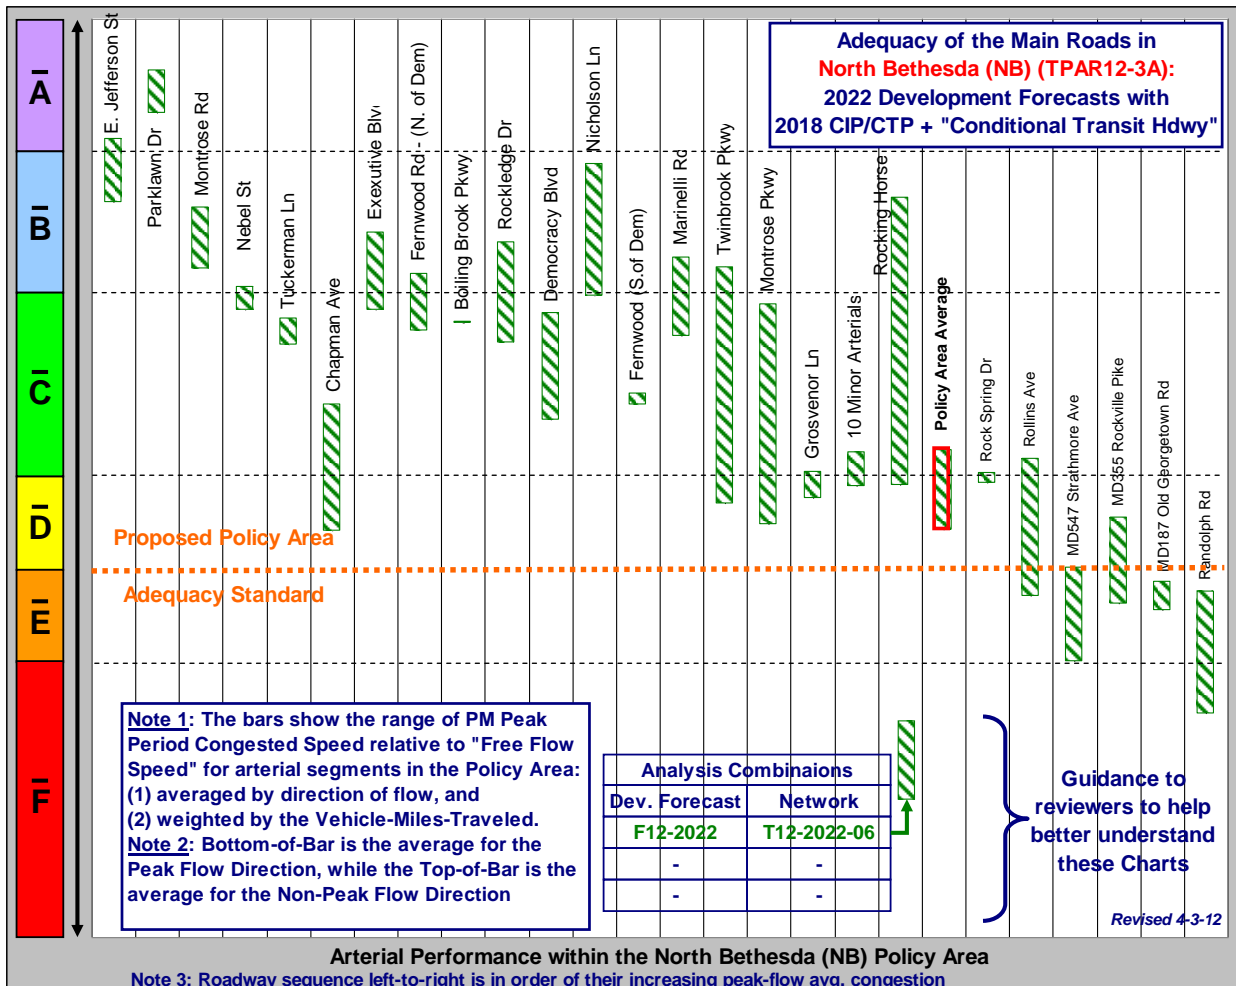 Adequacy of the Main Roads in
North Bethesda (NB) (TPAR12-3A):
2022 Development Forecasts with
2018 CIP/CTP + "Conditional Transit Hdwy"
A
B
C
D
E
F
E. Jefferson St
Parklawn Dr
Montrose Rd
Nebel St
Tuckerman Ln
Chapman Ave
Exexutive Blv
Fernwood Rd - (N. of Dem)
Boiling Brook Pkwy
Rockledge Dr
Democracy Blvd
Nicholson Ln
Fernwood (S.of Dem)
Marinelli Rd
Twinbrook Pkwy
Montrose Pkwy
Grosvenor Ln
10 Minor Arterials
Rocking Horse
Policy Area Average
Rock Spring Dr
Rollins Ave
MD547 Strathmore Ave
MD355 Rockville Pike
MD187 Old Georgetown Rd
Randolph Rd
Proposed Policy Area
Adequacy Standard
Note 1: The bars show the range of PM Peak
Period Congested Speed relative to "Free Flow
Speed" for arterial segments in the Policy Area:
(1) averaged by direction of flow, and
(2) weighted by the Vehicle-Miles-Traveled.
Note 2: Bottom-of-Bar is the average for the
Peak Flow Direction, while the Top-of-Bar is the
average for the Non-Peak Flow Direction
Analysis Combinaions
Dev. Forecast Network
F12-2022 T12-2022-06
- -
- -
Guidance to
reviewers to help
better understand
these Charts
Revised 4-3-12
Arterial Performance within the North Bethesda (NB) Policy Area
Note 3: Roadway sequence left-to-right is in order of their increasing peak-flow avg. congestion